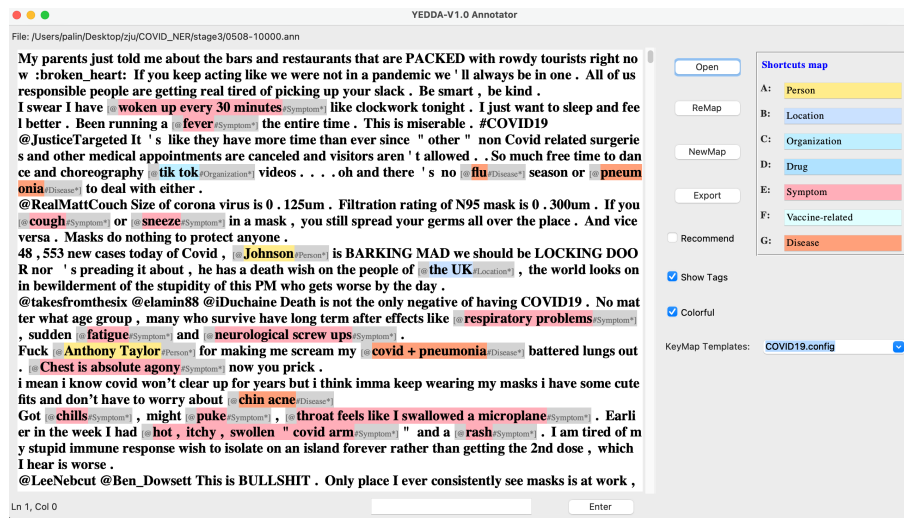 YEDDA-V1.0 Annotator
File: /Users/palin/Desktop/zju/COVID_NER/stage3/0508-10000.ann
My parents just told me about the bars and restaurants that are PACKED with rowdy tourists right no
w :broken_heart: If you keep acting like we were not in a pandemic we ' ll always be in one . All of us
responsible people are getting real tired of picking up your slack . Be smart , be kind .
I swear I have [@woken up every 30 minutes#Symptom*] like clockwork tonight . I just want to sleep and fee
l better . Been running a [@fever#Symptom*] the entire time . This is miserable . #COVID19
@JusticeTargeted It ' s like they have more time than ever since " other " non Covid related surgerie
s and other medical appointments are canceled and visitors aren ' t allowed . . So much free time to dan
ce and choreography [@tik tok#Organization*] videos . . . . oh and there ' s no [@flu#Disease*] season or [@pneum
onia#Disease*] to deal with either .
@RealMattCouch Size of corona virus is 0 . 125um . Filtration rating of N95 mask is 0 . 300um . If you
[@cough#Symptom*] or [@sneeze#Symptom*] in a mask , you still spread your germs all over the place . And vice
versa . Masks do nothing to protect anyone .
48 , 553 new cases today of Covid , [@Johnson#Person*] is BARKING MAD we should be LOCKING DOO
R nor ' s preading it about , he has a death wish on the people of [@the UK#Location*] , the world looks on
in bewilderment of the stupidity of this PM who gets worse by the day .
@takesfromthesix @elamin88 @iDuchaine Death is not the only negative of having COVID19 . No mat
ter what age group , many who survive have long term after effects like [@respiratory problems#Symptom*]
, sudden [@fatigue#Symptom*] and [@neurological screw ups#Symptom*] .
Fuck [@Anthony Taylor#Person*] for making me scream my [@covid + pneumonia#Disease*] battered lungs out
. [@Chest is absolute agony#Symptom*] now you prick .
i mean i know covid won't clear up for years but i think imma keep wearing my masks i have some cute
fits and don't have to worry about [@chin acne#Disease*]
Got [@chills#Symptom*] , might [@puke#Symptom*] , [@throat feels like I swallowed a microplane#Symptom*] . Earli
er in the week I had [@hot , itchy , swollen " covid arm#Symptom*] " and a [@rash#Symptom*] . I am tired of m
y stupid immune response wish to isolate on an island forever rather than getting the 2nd dose , which
I hear is worse .
@LeeNebcut @Ben_Dowsett This is BULLSHIT . Only place I ever consistently see masks is at work ,
Ln 1, Col 0
Enter
Open
ReMap
NewMap
Export
Recommend
Show Tags
Colorful
KeyMap Templates: COVID19.config
Shortcuts map
A: Person
B: Location
C: Organization
D: Drug
E: Symptom
F: Vaccine-related
G: Disease